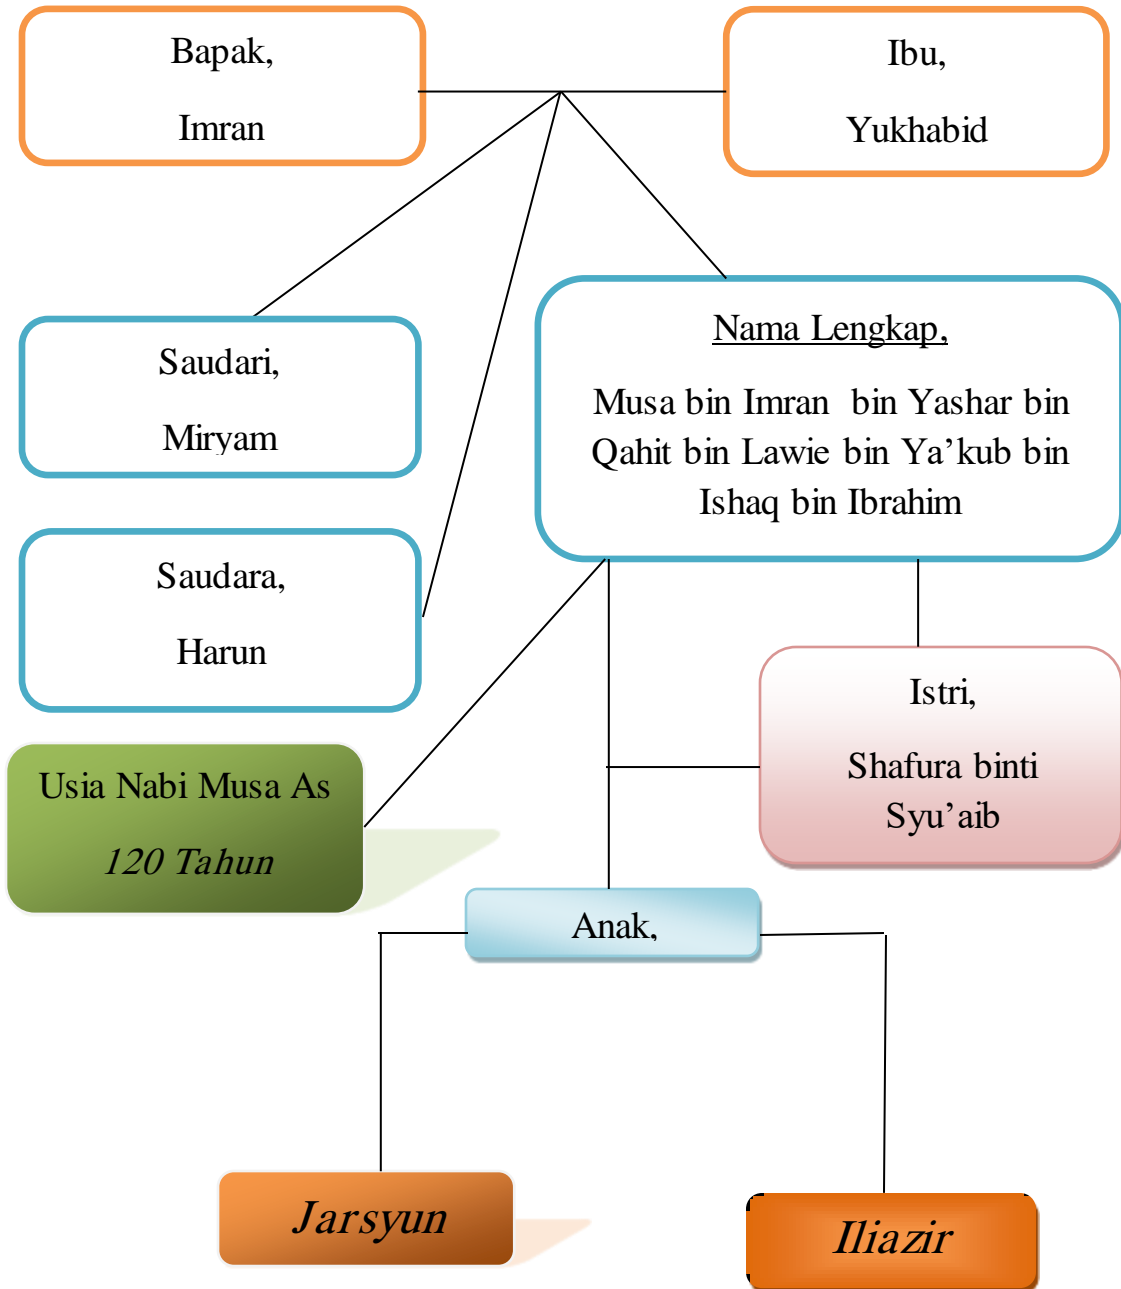 Bapak,
Imran
Ibu,
Yukhabid
Saudari,
Miryam
Nama Lengkap,
Musa bin Imran bin Yashar bin
Qahit bin Lawie bin Ya’kub bin
Ishaq bin Ibrahim
Saudara,
Harun
Istri,
Shafura binti
Syu’aib
Usia Nabi Musa As
120 Tahun
Anak,
Jarsyun
Iliazir